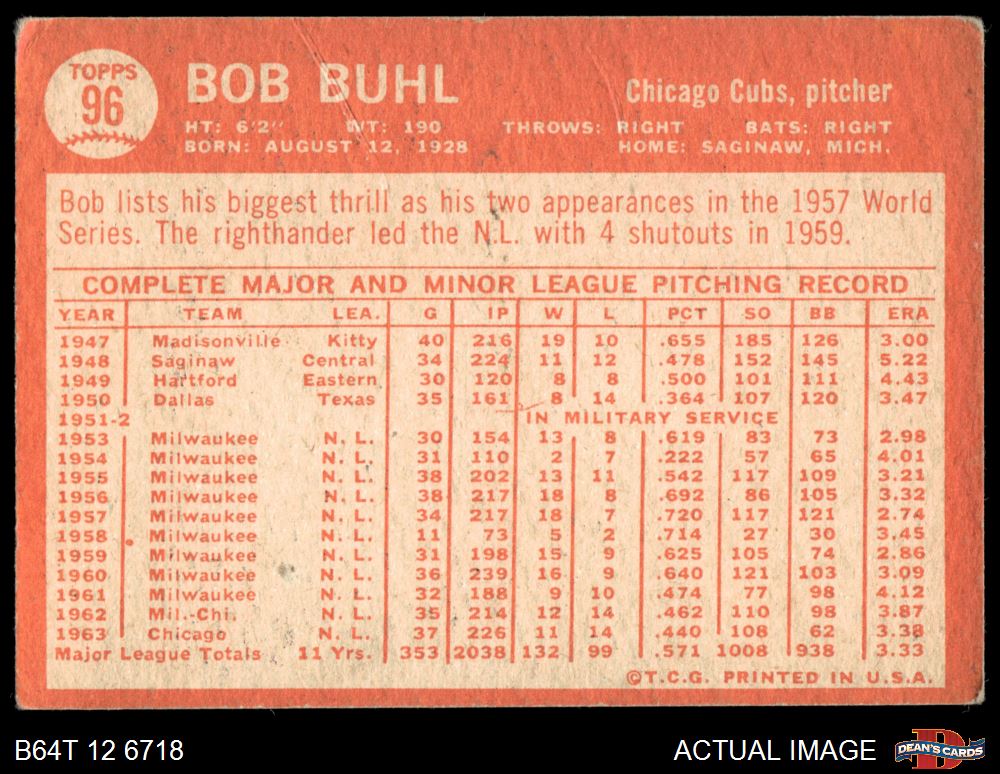 TOPPS
96
BOB BUHL
Chicago Cubs, pitcher
HT: 6'2" WT: 190 THROWS: RIGHT BATS: RIGHT
BORN: AUGUST 12, 1928 HOME: SAGINAW, MICH.
Bob lists his biggest thrill as his two appearances in the 1957 World
Series. The righthander led the N.L. with 4 shutouts in 1959.
COMPLETE MAJOR AND MINOR LEAGUE PITCHING RECORD
YEAR TEAM LEA. G IP W L PCT SO BB ERA
1947 Madisonville Kitty 40 216 19 10 .655 185 126 3.00
1948 Saginaw Central 34 224 11 12 .478 152 145 5.22
1949 Hartford Eastern 30 120 8 8 .500 101 111 4.43
1950 Dallas Texas 35 161 8 14 .364 107 120 3.47
1951-2 IN MILITARY SERVICE
1953 Milwaukee N. L. 30 154 13 8 .619 83 73 2.98
1954 Milwaukee N. L. 31 110 2 7 .222 57 65 4.01
1955 Milwaukee N. L. 38 202 13 11 .542 117 109 3.21
1956 Milwaukee N. L. 38 217 18 8 .692 86 105 3.32
1957 Milwaukee N. L. 34 217 18 7 .720 117 121 2.74
1958 Milwaukee N. L. 11 73 5 2 .714 27 30 3.45
1959 Milwaukee N. L. 31 198 15 9 .625 105 74 2.86
1960 Milwaukee N. L. 36 239 16 9 .640 121 103 3.09
1961 Milwaukee N. L. 32 188 9 10 .474 77 98 4.12
1962 Mil.-Chi. N. L. 35 214 12 14 .462 110 98 3.87
1963 Chicago N. L. 37 226 11 14 .440 108 62 3.38
Major League Totals 11 Yrs. 353 2038 132 99 .571 1008 938 3.33
©T.C.G. PRINTED IN U.S.A.
B64T 12 6718
ACTUAL IMAGE
DEAN'S CARDS